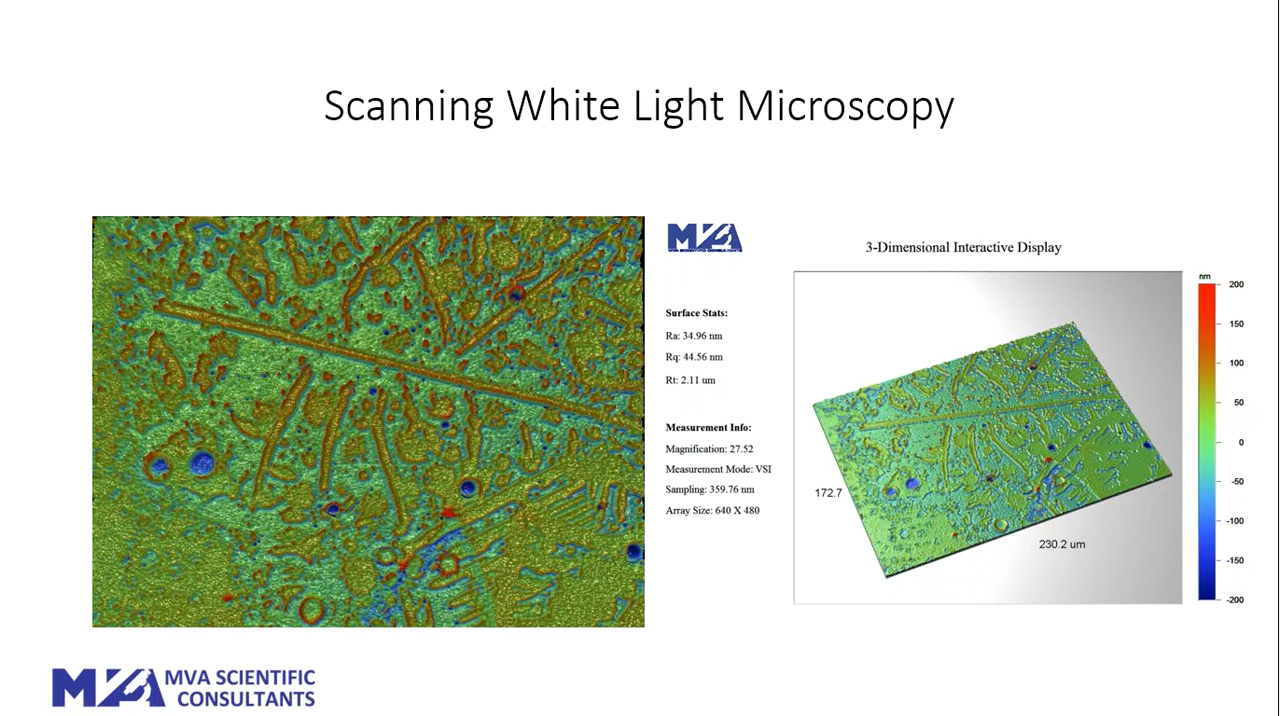 Scanning White Light Microscopy
MVA
3-Dimensional Interactive Display
Surface Stats:
Ra: 34.96 nm
Rq: 44.56 nm
Rt: 2.11 um
Measurement Info:
Magnification: 27.52
Measurement Mode: VSI
Sampling: 359.76 nm
Array Size: 640 X 480
172.7
230.2 um
nm
200
150
100
50
0
-50
-100
-150
-200
MVA SCIENTIFIC
CONSULTANTS